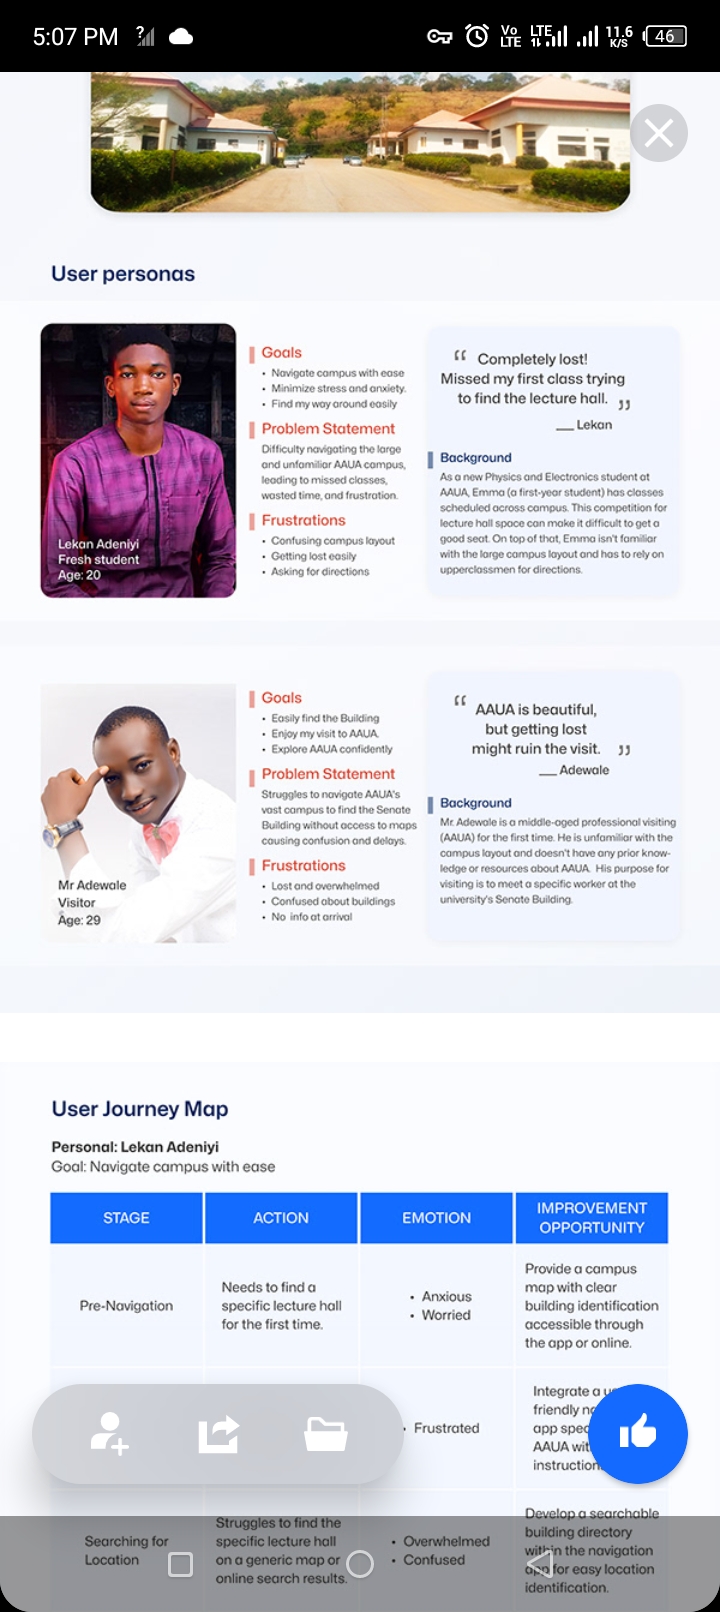 5:07 PM
?
Vo
LTE
LTE
11.6
K/S
46
User personas
Lekan Adeniyi
Fresh student
Age: 20
Goals
• Navigate campus with ease
• Minimize stress and anxiety.
• Find my way around easily
Problem Statement
Difficulty navigating the large
and unfamiliar AAUA campus,
leading to missed classes,
wasted time, and frustration.
Frustrations
• Confusing campus layout
• Getting lost easily
• Asking for directions
“ Completely lost!
Missed my first class trying
to find the lecture hall. ”
__ Lekan
Background
As a new Physics and Electronics student at
AAUA, Emma (a first-year student) has classes
scheduled across campus. This competition for
lecture hall space can make it difficult to get a
good seat. On top of that, Emma isn't familiar
with the large campus layout and has to rely on
upperclassmen for directions.
Mr Adewale
Visitor
Age: 29
Goals
• Easily find the Building
• Enjoy my visit to AAUA.
• Explore AAUA confidently
Problem Statement
Struggles to navigate AAUA's
vast campus to find the Senate
Building without access to maps
causing confusion and delays.
Frustrations
• Lost and overwhelmed
• Confused about buildings
• No info at arrival
“ AAUA is beautiful,
but getting lost
might ruin the visit. ”
__ Adewale
Background
Mr. Adewale is a middle-aged professional visiting
(AAUA) for the first time. He is unfamiliar with the
campus layout and doesn't have any prior know-
ledge or resources about AAUA. His purpose for
visiting is to meet a specific worker at the
university's Senate Building.
User Journey Map
Personal: Lekan Adeniyi
Goal: Navigate campus with ease
STAGE
ACTION
EMOTION
IMPROVEMENT
OPPORTUNITY
Pre-Navigation
Needs to find a
specific lecture hall
for the first time.
• Anxious
• Worried
Provide a campus
map with clear
building identification
accessible through
the app or online.
• Frustrated
Integrate a
friendly
app
AAUA
Searching for
Location
Struggles to find the
specific lecture hall
on a generic map or
online search results.
• Overwhelmed
• Confused
Develop a searchable
building directory
within the navigation
app for easy location
identification.